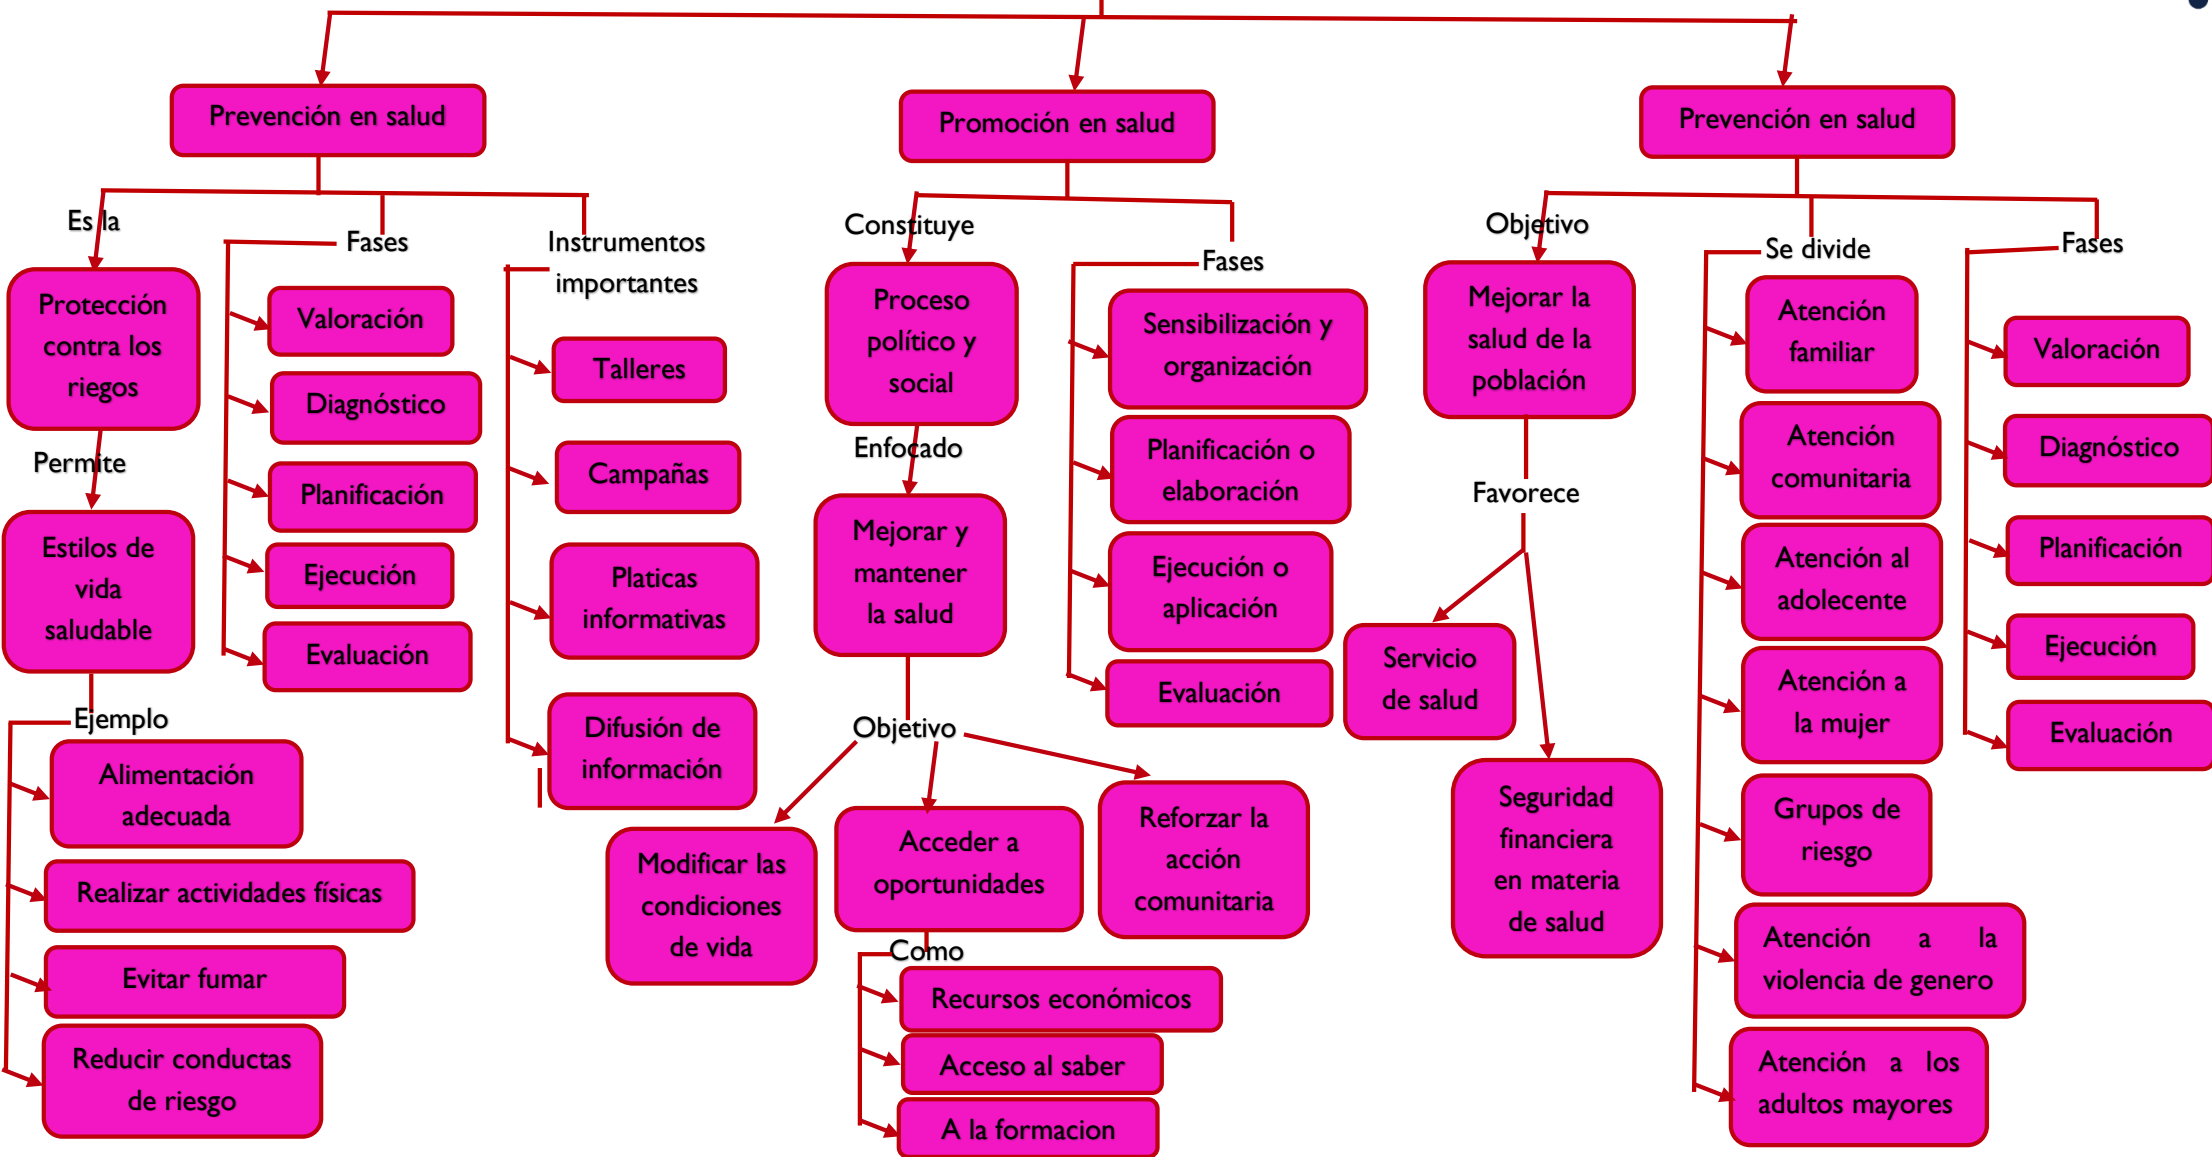 Prevención en salud
Promoción en salud
Prevención en salud
Es la
Protección
contra los
riegos
Permite
Estilos de
vida
saludable
Ejemplo
Alimentación
adecuada
Realizar actividades físicas
Evitar fumar
Reducir conductas
de riesgo
Fases
Valoración
Diagnóstico
Planificación
Ejecución
Evaluación
Instrumentos
importantes
Talleres
Campañas
Platicas
informativas
Difusión de
información
Constituye
Proceso
político y
social
Enfocado
Mejorar y
mantener
la salud
Objetivo
Modificar las
condiciones
de vida
Acceder a
oportunidades
Como
Recursos económicos
Acceso al saber
A la formacion
Reforzar la
acción
comunitaria
Fases
Sensibilización y
organización
Planificación o
elaboración
Ejecución o
aplicación
Evaluación
Objetivo
Mejorar la
salud de la
población
Favorece
Servicio
de salud
Seguridad
financiera
en materia
de salud
Se divide
Atención
familiar
Atención
comunitaria
Atención al
adolecente
Atención a
la mujer
Grupos de
riesgo
Atención a la
violencia de genero
Atención a los
adultos mayores
Fases
Valoración
Diagnóstico
Planificación
Ejecución
Evaluación